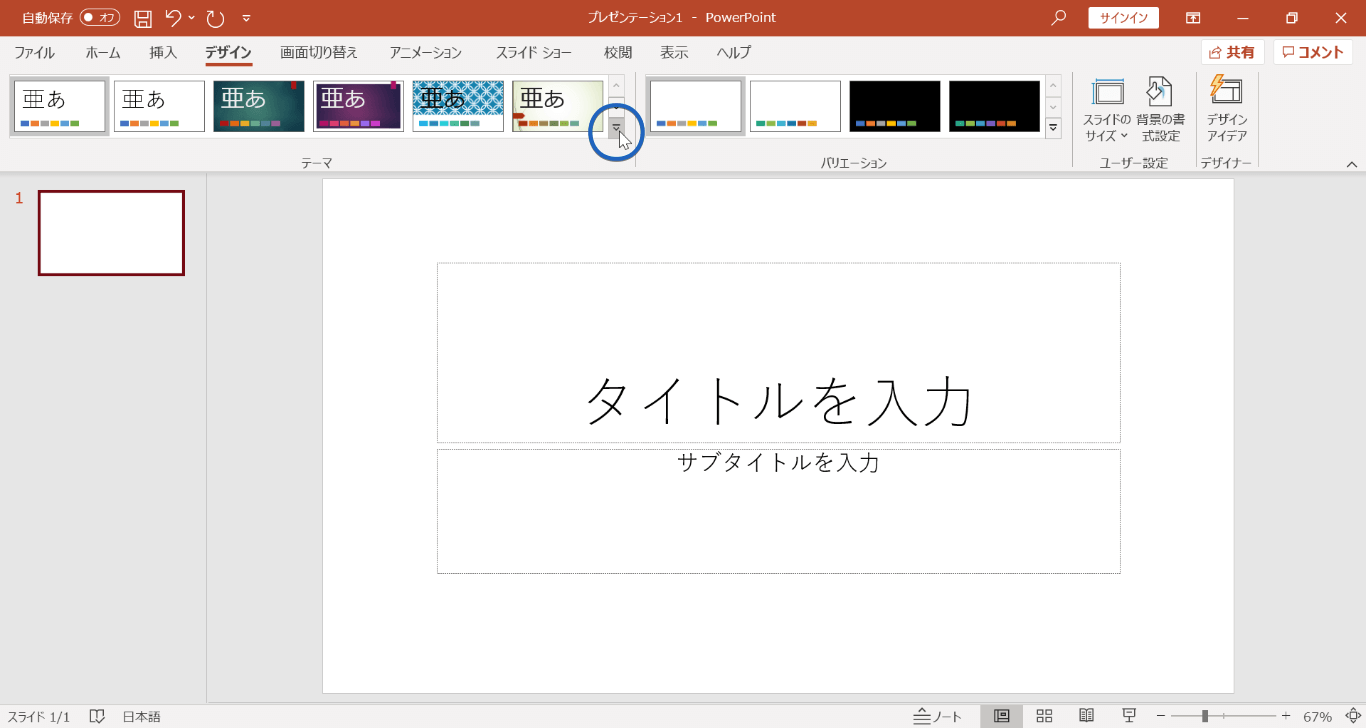 自動保存 オフ
プレゼンテーション1 - PowerPoint
サインイン
ファイル ホーム 挿入 デザイン 画面切り替え アニメーション スライド ショー 校閲 表示 ヘルプ
共有 コメント
亜あ 亜あ 亜あ 亜あ 亜あ 亜あ
スライドの
サイズ
背景の書
式設定
デザイン
アイデア
テーマ バリエーション ユーザー設定 デザイナー
1
タイトルを入力
サブタイトルを入力
スライド 1/1 日本語 ノート 67%